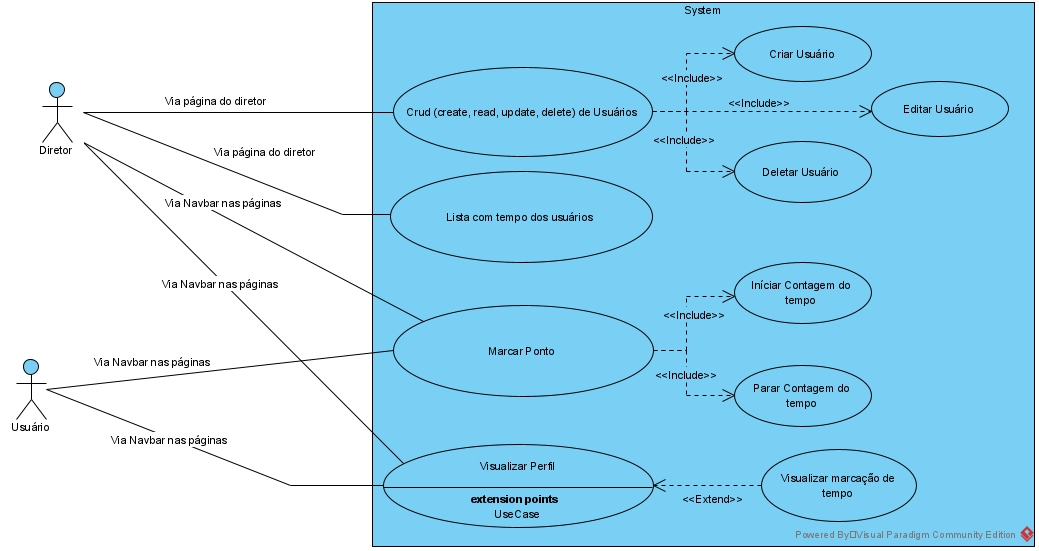 System
Criar Usuário
<<Include>>
Via página do diretor
Crud (create, read, update, delete) de Usuários
<<Include>>
Editar Usuário
Diretor
<<Include>>
Via página do diretor
Deletar Usuário
Via Navbar nas páginas
Lista com tempo dos usuários
Via Navbar nas páginas
Iníciar Contagem do
tempo
<<Include>>
Marcar Ponto
Via Navbar nas páginas
<<Include>>
Parar Contagem do
tempo
Usuário
Via Navbar nas páginas
Visualizar Perfil
extension points
UseCase
<<Extend>>
Visualizar marcação de
tempo
Powered By Visual Paradigm Community Edition